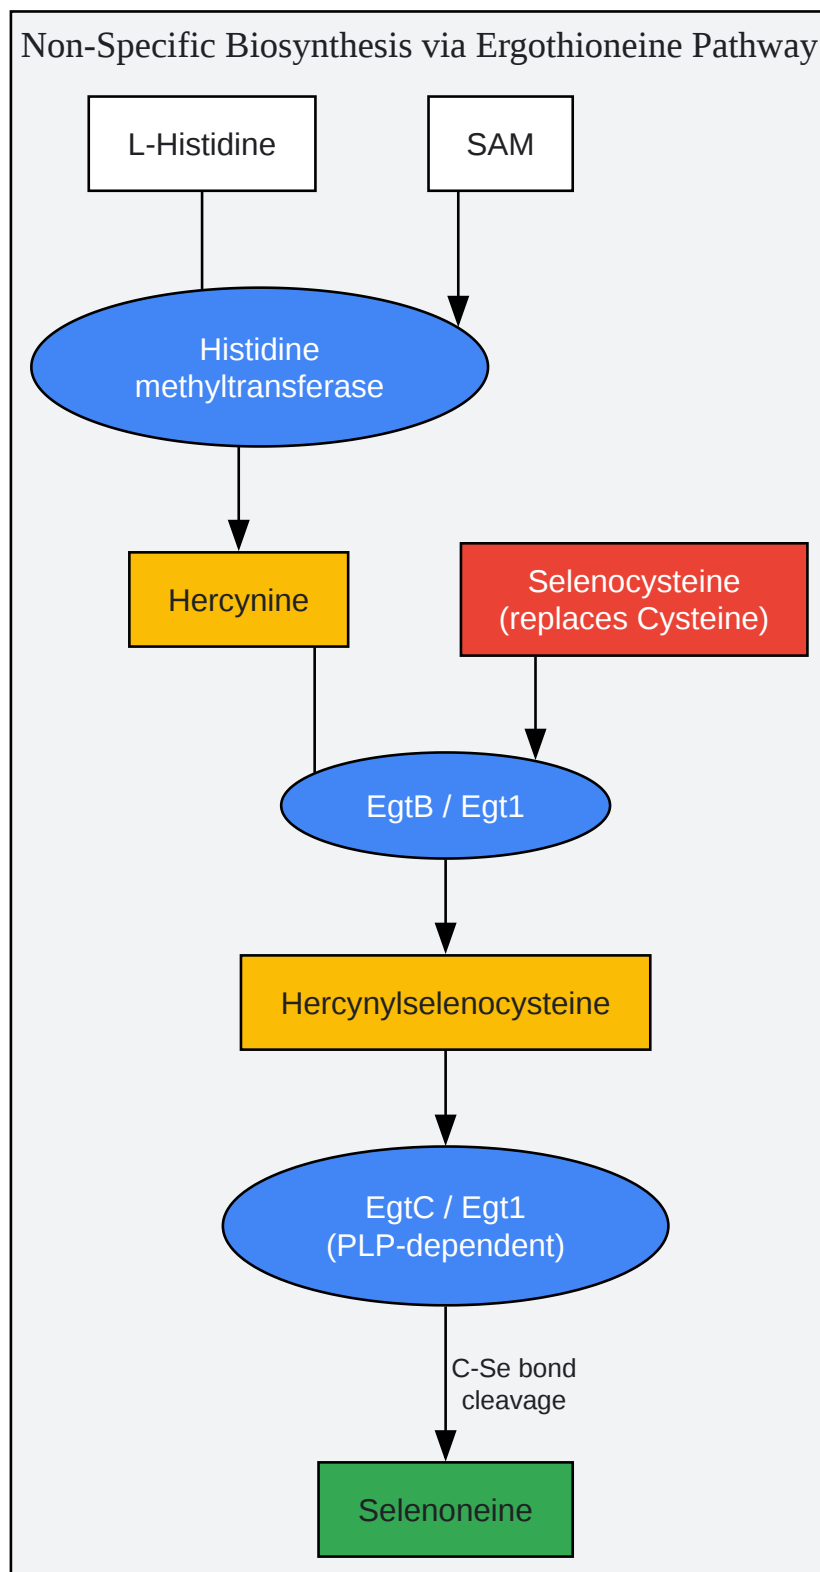 Non-Specific Biosynthesis via Ergothioneine Pathway
L-Histidine
SAM
Histidine
methyltransferase
Hercynine
Selenocysteine
(replaces Cysteine)
EgtB / Egt1
Hercynylselenocysteine
EgtC / Egt1
(PLP-dependent)
C-Se bond
cleavage
Selenoneine